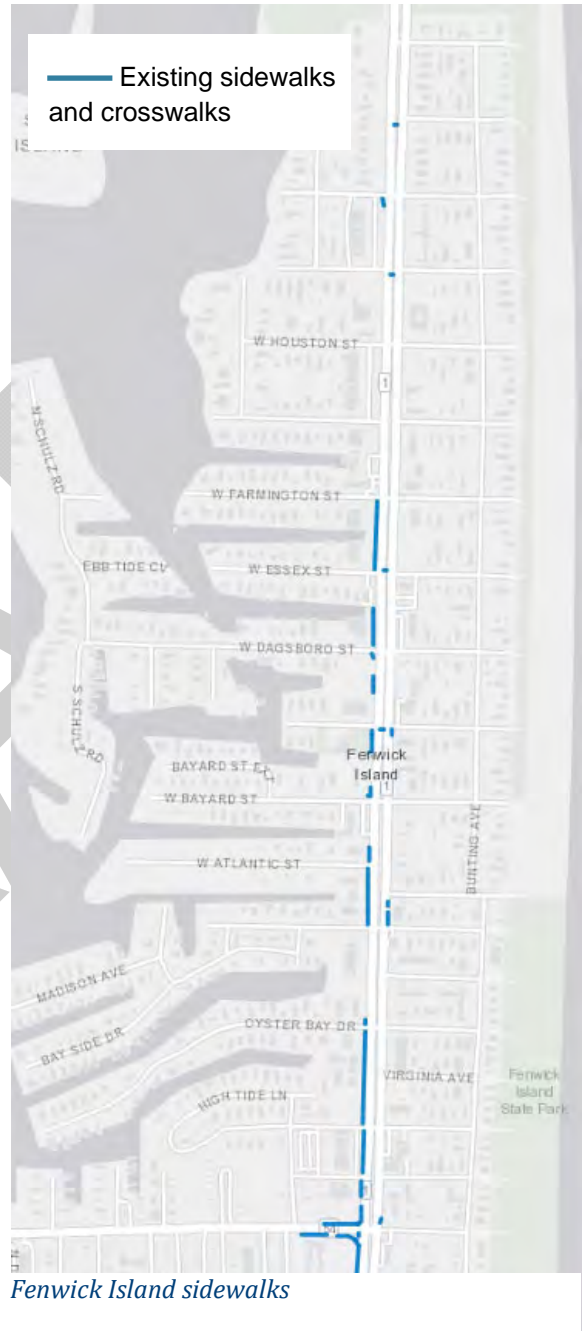 Existing sidewalks
and crosswalks
W HOUSTON ST
1
N SCHULZ RD
W FARMINGTON ST
EBB TIDE CV
W ESSEX ST
W DAGSBORO ST
S SCHULZ RD
Fenwick
Island
1
BAYARD ST EXT
W BAYARD ST
BUNTING AVE
W ATLANTIC ST
MADISON AVE
OYSTER BAY DR
BAY SIDE DR
VIRGINIA AVE
Fenwick
Island
State Park
HIGH TIDE LN
1
54
Fenwick Island sidewalks